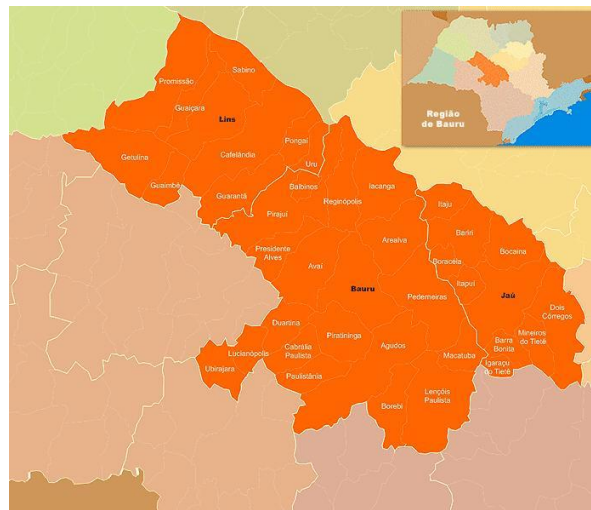 Região
de Bauru
Sabino
Promissão
Guaiçara
Lins
Pongaí
Getulina
Cafelândia
Uru
Guaimbé
Balbinos
Iacanga
Guarantã
Reginópolis
Itaju
Pirajuí
Bariri
Arealva
Presidente
Alves
Bocaina
Avaí
Boracéia
Itapuí
Bauru
Jaú
Pederneiras
Dois
Córregos
Duartina
Piratininga
Mineiros
do Tietê
Barra
Bonita
Cabrália
Paulista
Agudos
Lucianópolis
Macatuba
Igaraçu
do Tietê
Ubirajara
Paulistânia
Lençóis
Paulista
Borebi